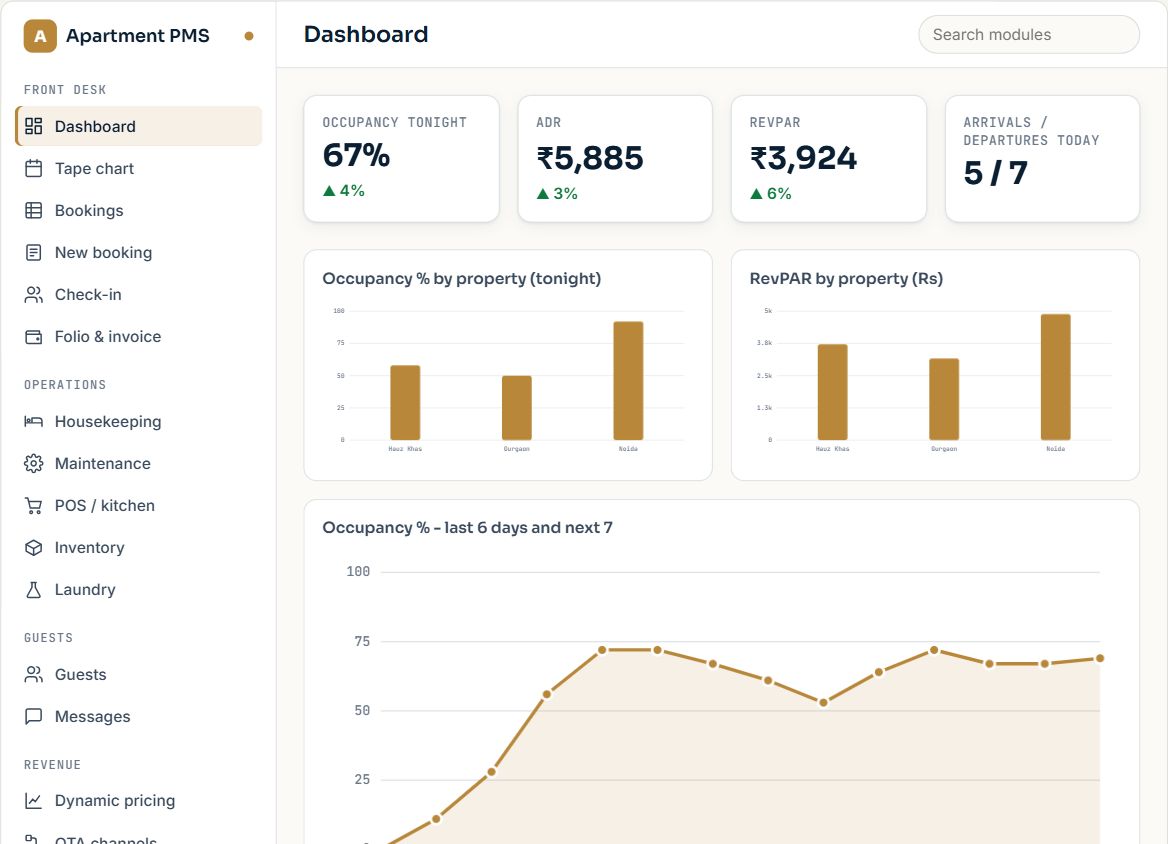 A Apartment PMS
FRONT DESK
Dashboard
Tape chart
Bookings
New booking
Check-in
Folio & invoice
OPERATIONS
Housekeeping
Maintenance
POS / kitchen
Inventory
Laundry
GUESTS
Guests
Messages
REVENUE
Dynamic pricing
OTA channels
Dashboard
Search modules
OCCUPANCY TONIGHT
67%
▲ 4%
ADR
₹5,885
▲ 3%
REVPAR
₹3,924
▲ 6%
ARRIVALS /
DEPARTURES TODAY
5 / 7
Occupancy % by property (tonight)
100
75
50
25
0
Hauz Khas Gurgaon Noida
RevPAR by property (Rs)
5k
3.8k
2.5k
1.3k
0
Hauz Khas Gurgaon Noida
Occupancy % - last 6 days and next 7
100
75
50
25